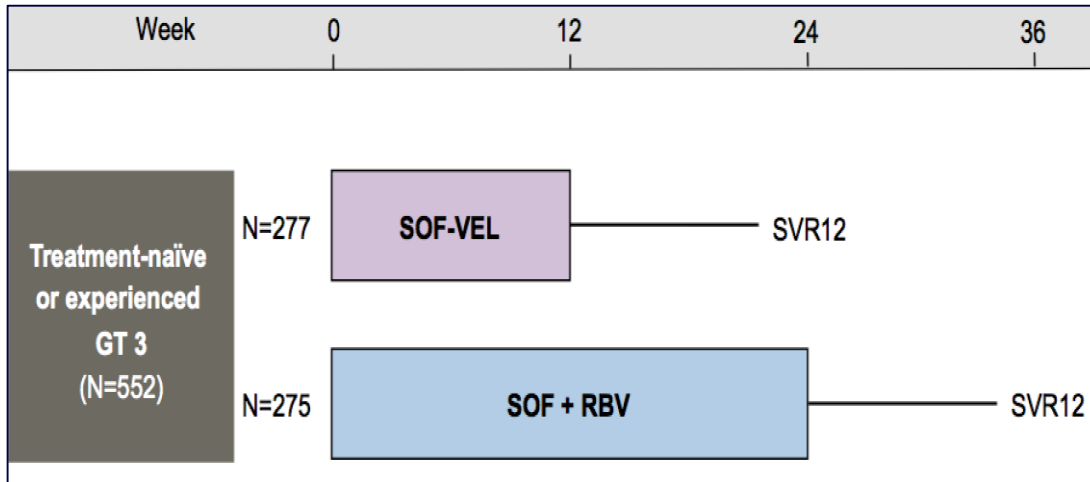 Week 0 12 24 36
Treatment-naïve
or experienced
GT 3
(N=552)
N=277 SOF-VEL SVR12
N=275 SOF + RBV SVR12